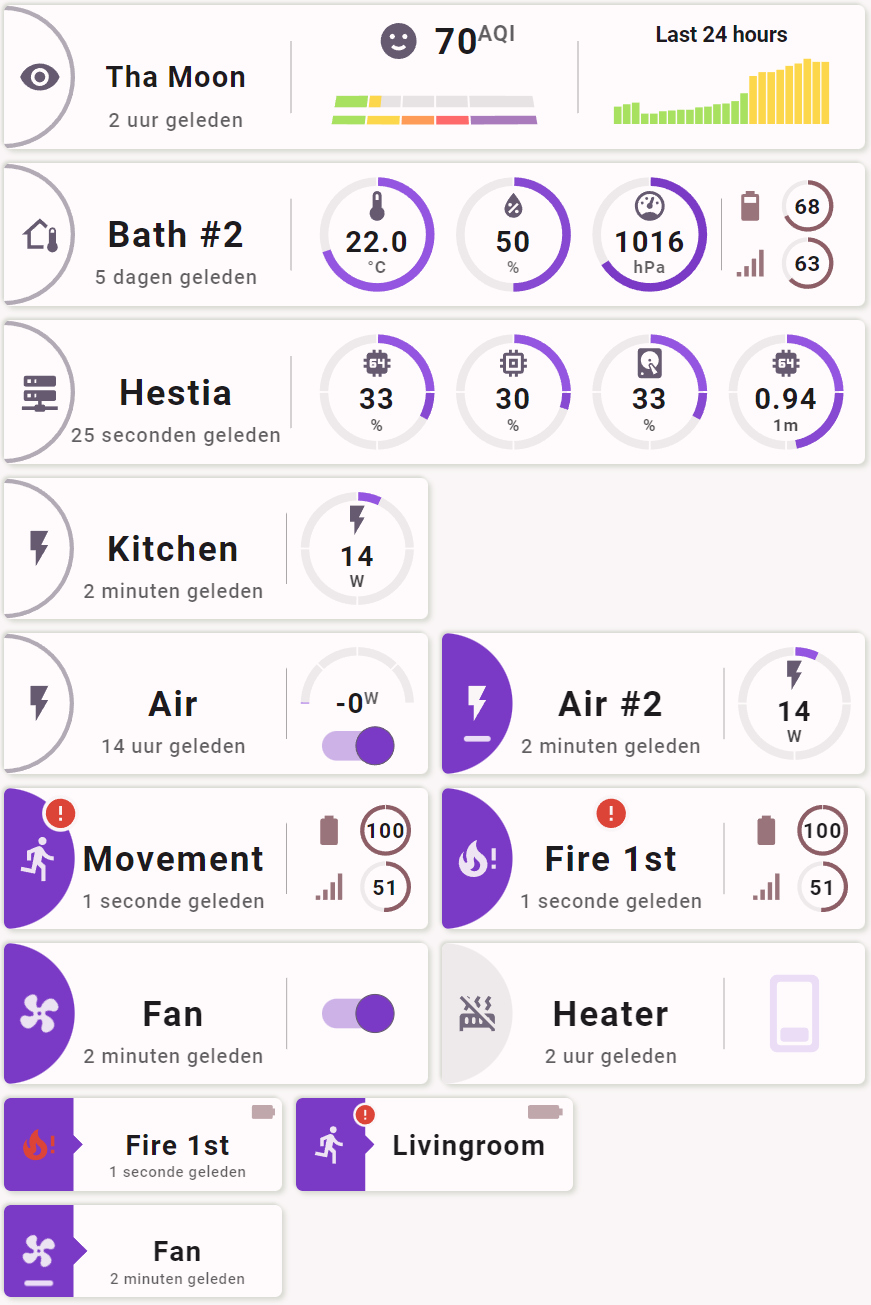 70 AQI
Last 24 hours
Tha Moon
2 uur geleden
Bath #2
5 dagen geleden
22.0
°C
50
%
1016
hPa
68
63
Hestia
25 seconden geleden
64
33
%
30
%
33
%
64
0.94
1m
Kitchen
2 minuten geleden
14
W
Air
14 uur geleden
-0W
Air #2
2 minuten geleden
14
W
!
Movement
1 seconde geleden
100
51
!
Fire 1st
1 seconde geleden
100
51
Fan
2 minuten geleden
Heater
2 uur geleden
Fire 1st
1 seconde geleden
!
Livingroom
Fan
2 minuten geleden